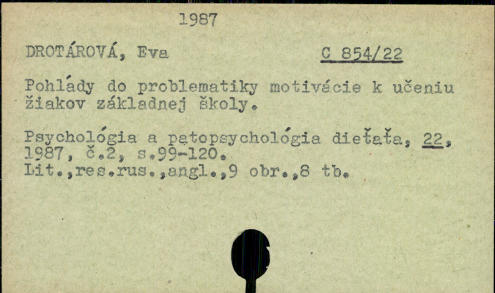 1987
DROTÁROVÁ, Eva C 854/22
Pohlády do problematiky motivácie k učeniu
žiakov základnej školy.
Psychológia a patopsychológia dieťaťa, 22,
1987, č.2, s.99-120.
Lit.,res.rus.,angl.,9 obr.,8 tb.